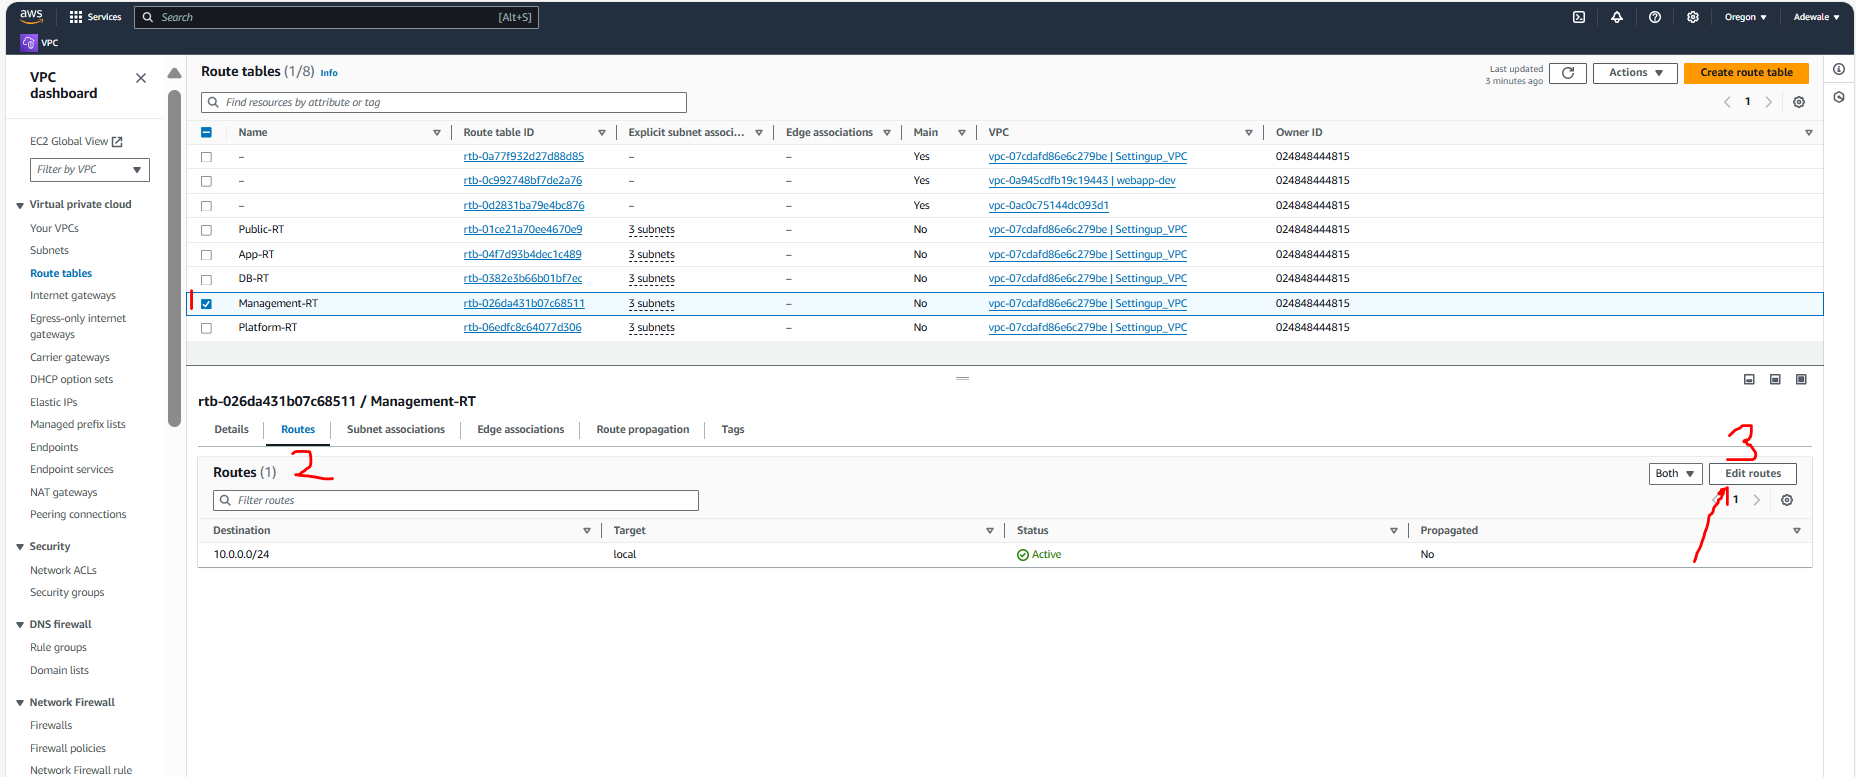 aws Services Search [Alt+S] Oregon ▼ Adewale ▼
VPC
VPC dashboard
EC2 Global View
Filter by VPC
Virtual private cloud
Your VPCs
Subnets
Route tables
Internet gateways
Egress-only internet
gateways
Carrier gateways
DHCP option sets
Elastic IPs
Managed prefix lists
Endpoints
Endpoint services
NAT gateways
Peering connections
Security
Network ACLs
Security groups
DNS firewall
Rule groups
Domain lists
Network Firewall
Firewalls
Firewall policies
Network Firewall rule
Route tables (1/8) Info
Last updated
3 minutes ago
Actions Create route table
Find resources by attribute or tag
1
Name Route table ID Explicit subnet associ... Edge associations Main VPC Owner ID
– rtb-0a77f932d27d88d85 – – Yes vpc-07cdafd86e6c279be | Settingup_VPC 024848444815
– rtb-0c992748bf7de2a76 – – Yes vpc-0a945cdfb19c19443 | webapp-dev 024848444815
– rtb-0d2831ba79e4bc876 – – Yes vpc-0ac0c75144dc093d1 024848444815
Public-RT rtb-01ce21a70ee4670e9 3 subnets – No vpc-07cdafd86e6c279be | Settingup_VPC 024848444815
App-RT rtb-04f7d93b4dec1c489 3 subnets – No vpc-07cdafd86e6c279be | Settingup_VPC 024848444815
DB-RT rtb-0382e3b66b01bf7ec 3 subnets – No vpc-07cdafd86e6c279be | Settingup_VPC 024848444815
1 Management-RT rtb-026da431b07c68511 3 subnets – No vpc-07cdafd86e6c279be | Settingup_VPC 024848444815
Platform-RT rtb-06edfc8c64077d306 3 subnets – No vpc-07cdafd86e6c279be | Settingup_VPC 024848444815
rtb-026da431b07c68511 / Management-RT
Details Routes Subnet associations Edge associations Route propagation Tags
2
3
Routes (1) Both Edit routes
Filter routes
1
Destination Target Status Propagated
10.0.0.0/24 local Active No